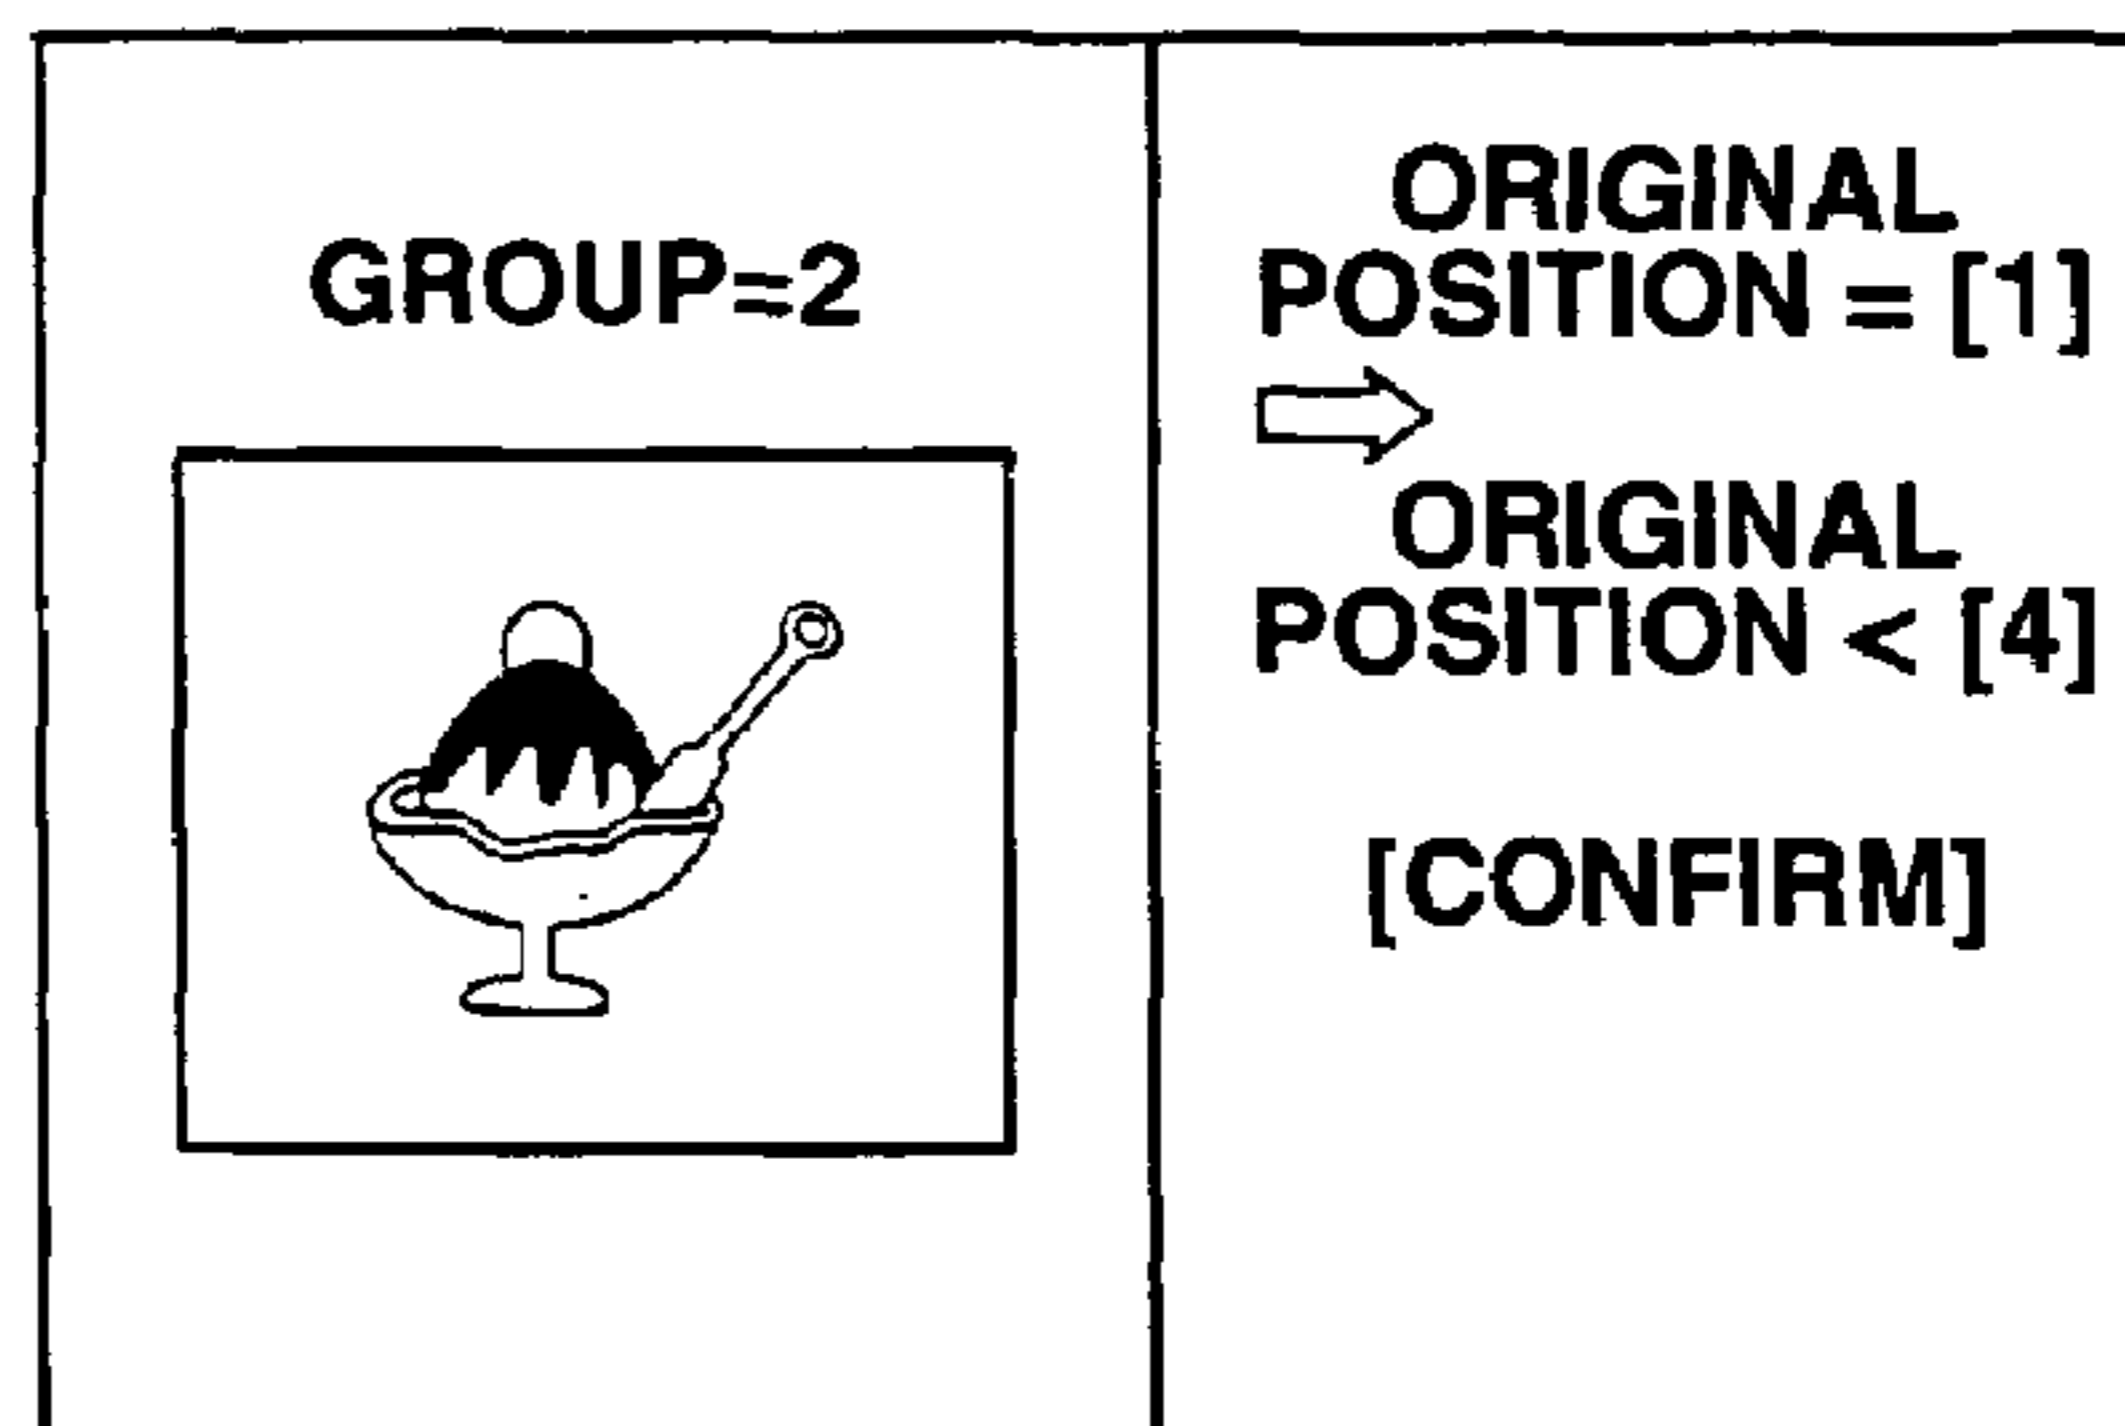 GROUP=2
ORIGINAL
POSITION = [1]
ORIGINAL
POSITION < [4]
[CONFIRM]